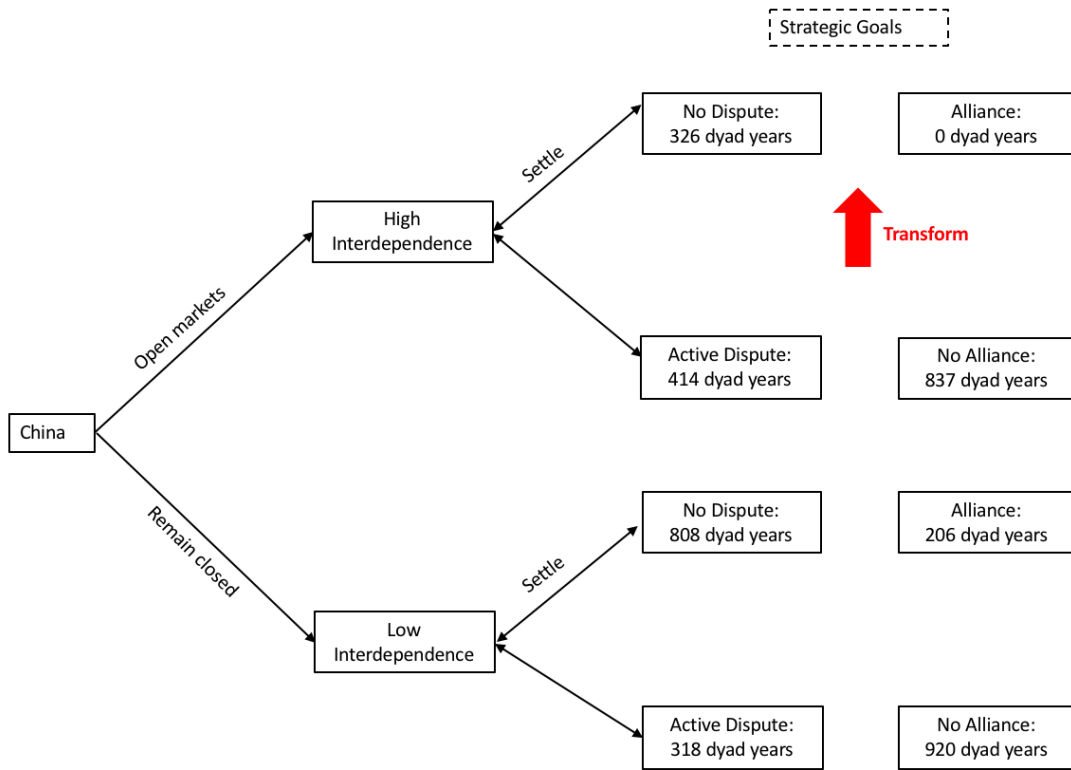 Strategic Goals
No Dispute:
326 dyad years
Alliance:
0 dyad years
Settle
High
Interdependence
Transform
Open markets
Active Dispute:
414 dyad years
No Alliance:
837 dyad years
China
Remain closed
No Dispute:
808 dyad years
Alliance:
206 dyad years
Settle
Low
Interdependence
Active Dispute:
318 dyad years
No Alliance:
920 dyad years